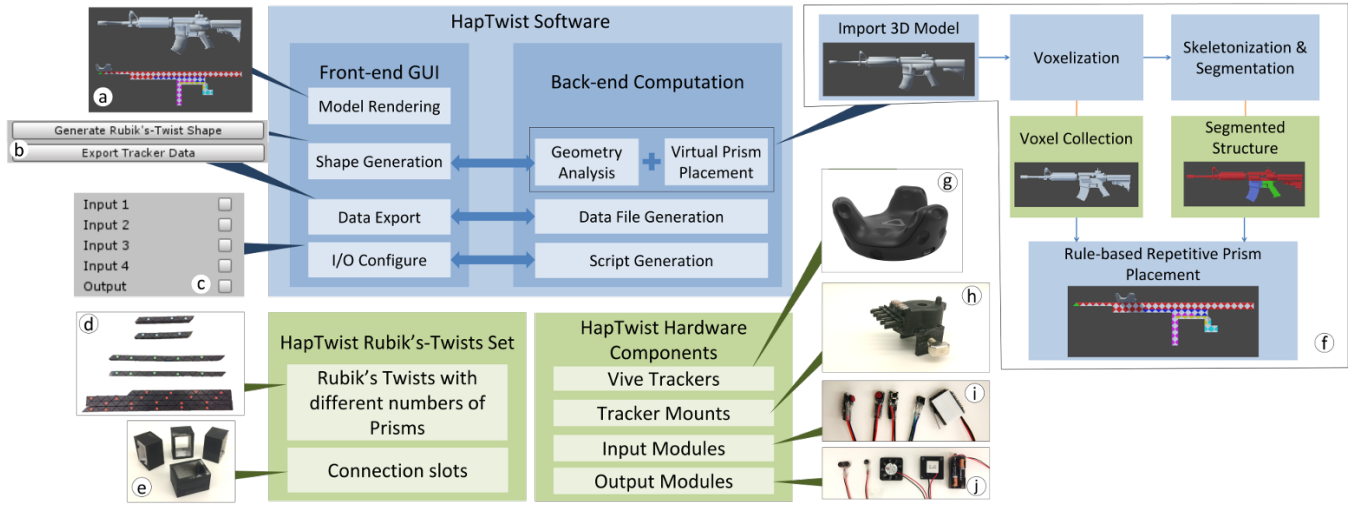 HapTwist Software
Front-end GUI
Model Rendering
Shape Generation
Data Export
I/O Configure
Back-end Computation
Geometry
Analysis
Virtual Prism
Placement
Data File Generation
Script Generation
a
Generate Rubik's-Twist Shape
b
Export Tracker Data
Input 1
Input 2
Input 3
Input 4
Output
c
d
e
HapTwist Rubik's-Twists Set
Rubik's Twists with
different numbers of
Prisms
Connection slots
HapTwist Hardware
Components
Vive Trackers
Tracker Mounts
Input Modules
Output Modules
g
h
i
j
Import 3D Model
Voxelization
Skeletonization &
Segmentation
Voxel Collection
Segmented
Structure
Rule-based Repetitive Prism
Placement
f